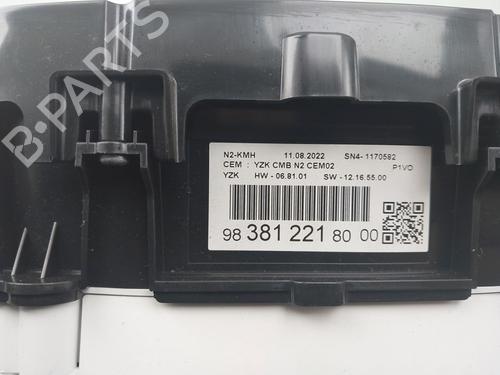 B-PARTS
N2-KMH 11.08.2022 SN4- 1170582
CEM : YZK CMB N2 CEM02 P1VO
YZK HW - 06.81.01 SW - 12.16.55.00
98 381 221 80 00